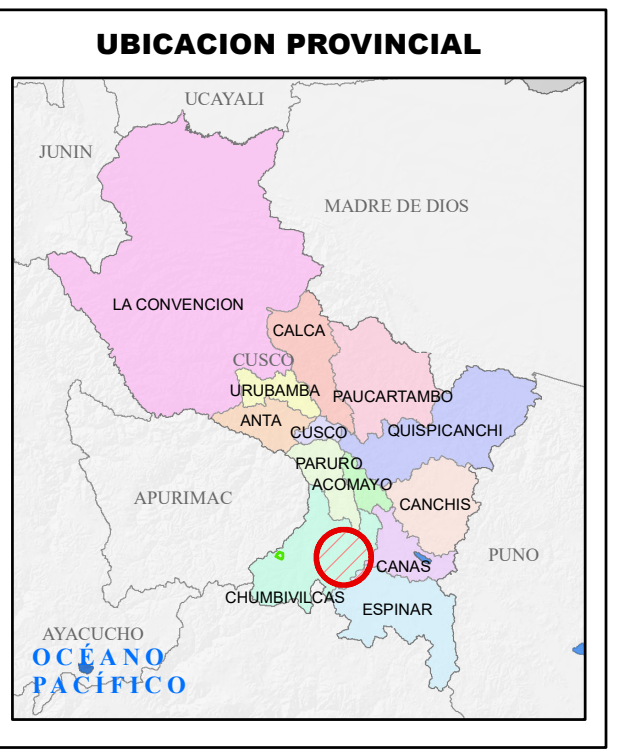 UBICACION PROVINCIAL
UCAYALI
JUNIN
MADRE DE DIOS
LA CONVENCION
CALCA
CUSCO
URUBAMBA
PAUCARTAMBO
ANTA
CUSCO
QUISPICANCHI
PARURO
ACOMAYO
APURIMAC
CANCHIS
PUNO
CANAS
CHUMBIVILCAS
ESPINAR
AYACUCHO
OCÉANO
PACÍFICO